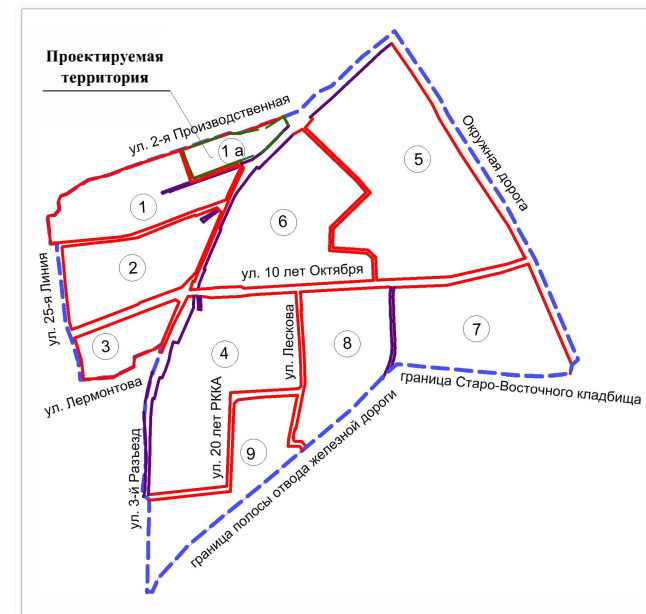 Проектируемая
территория
ул. 2-я Производственная
1 а
Окружная дорога
5
1
6
2
ул. 25-я Линия
ул. 10 лет Октября
3
4
ул. Лескова
8
7
ул. Лермонтова
граница Старо-Восточного кладбища
ул. 20 лет РККА
9
ул. 3-й Разъезд
граница полосы отвода железной дороги